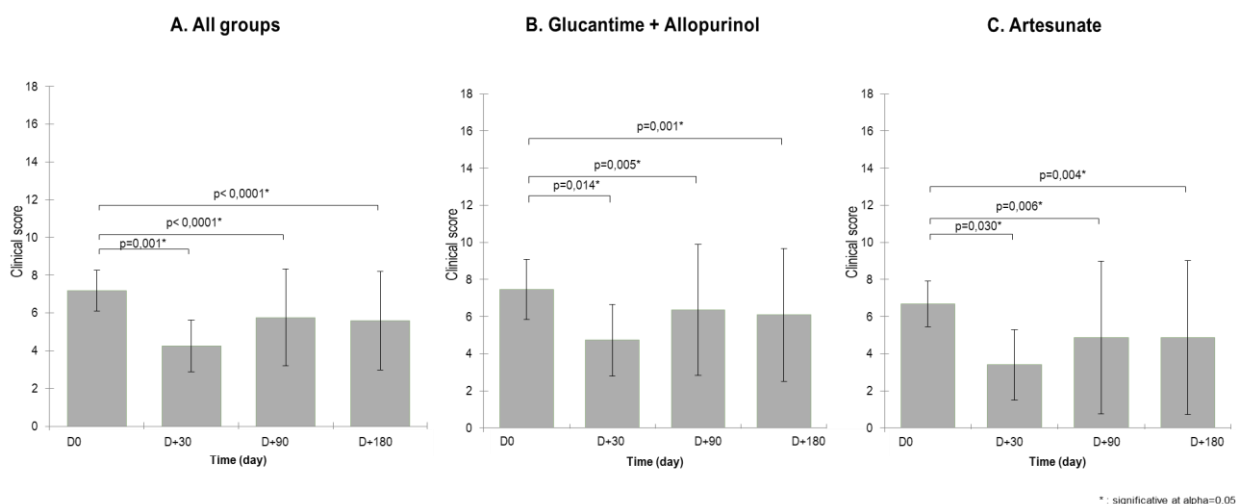 A. All groups
18
16
14
12
10
8
6
4
2
0
Clinical score
p< 0,0001*
p< 0,0001*
p=0,001*
D0 D+30 D+90 D+180
Time (day)
B. Glucantime + Allopurinol
18
16
14
12
10
8
6
4
2
0
Clinical score
p=0,001*
p=0,005*
p=0,014*
D0 D+30 D+90 D+180
Time (day)
C. Artesunate
18
16
14
12
10
8
6
4
2
0
Clinical score
p=0,004*
p=0,006*
p=0,030*
D0 D+30 D+90 D+180
Time (day)
* : significative at alpha=0.05